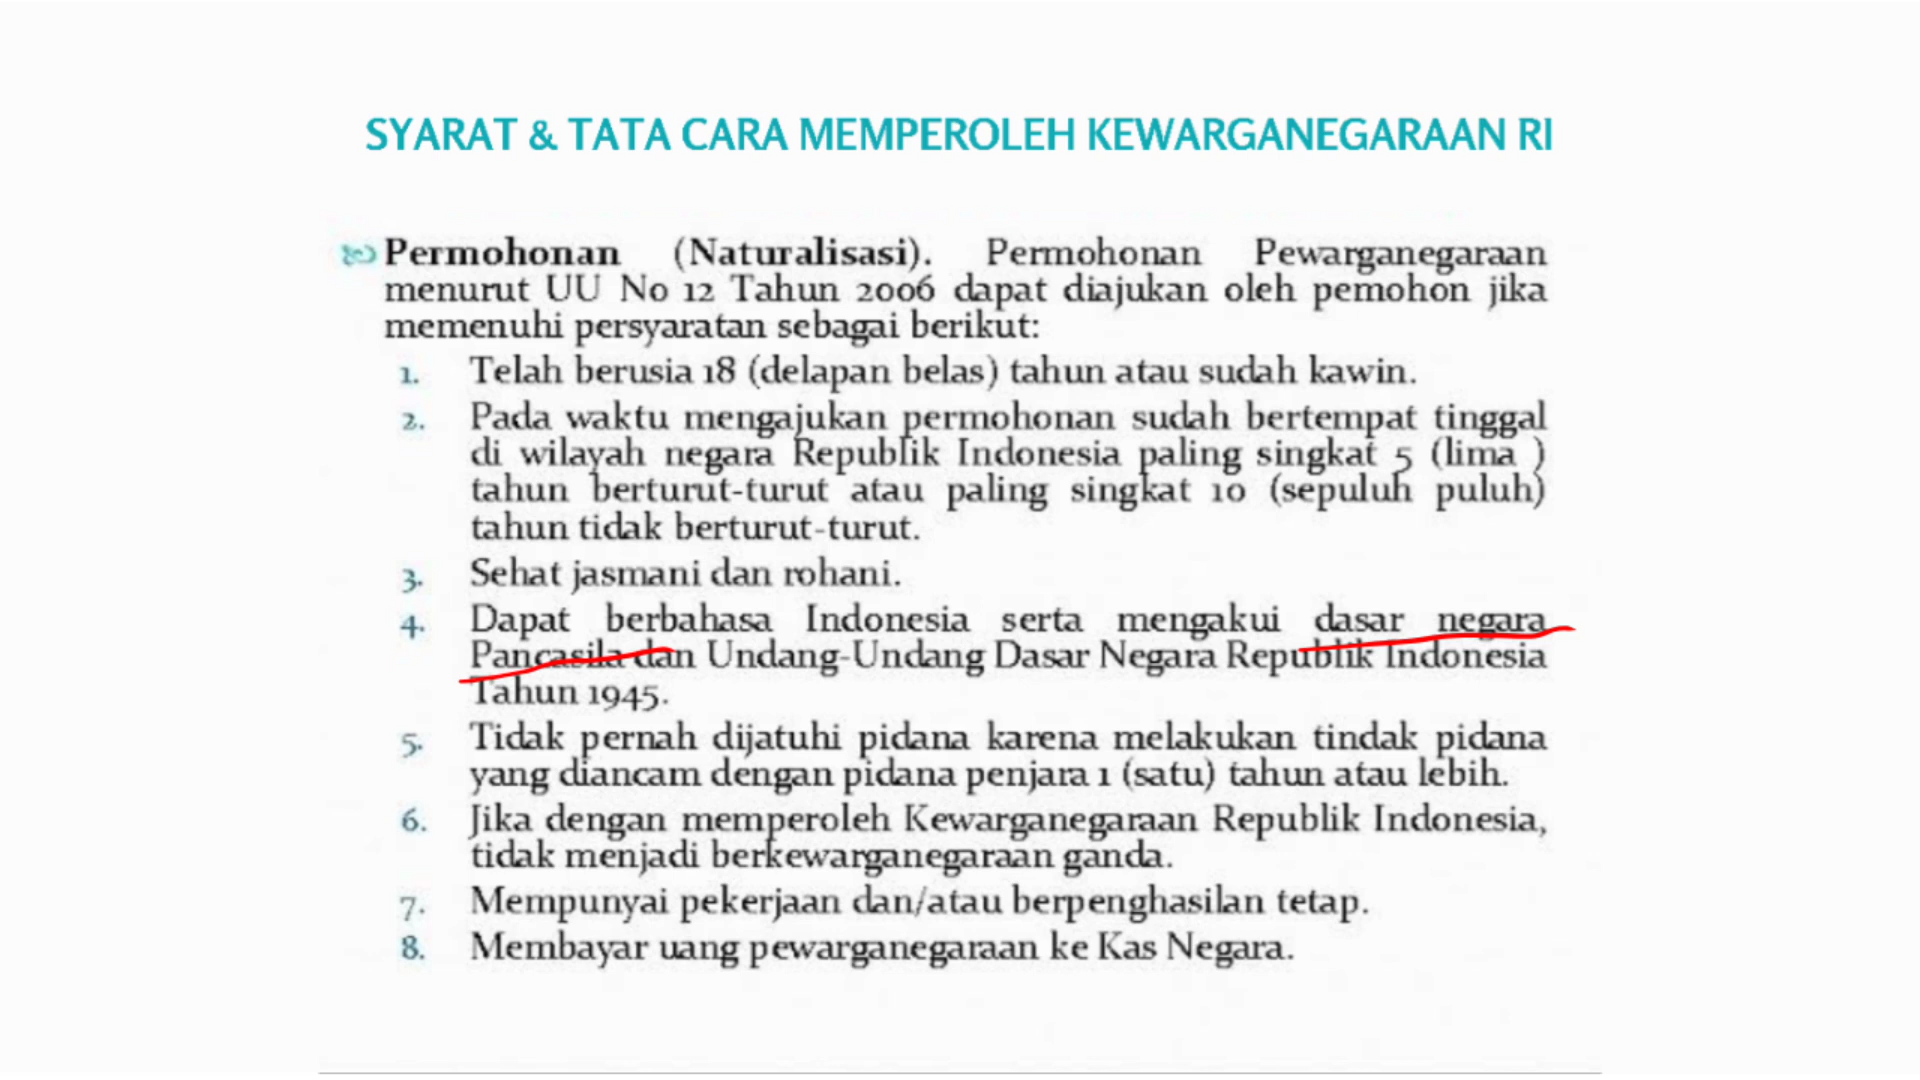 SYARAT & TATA CARA MEMPEROLEH KEWARGANEGARAAN RI
Permohonan (Naturalisasi). Permohonan Pewarganegaraan
menurut UU No 12 Tahun 2006 dapat diajukan oleh pemohon jika
memenuhi persyaratan sebagai berikut:
1. Telah berusia 18 (delapan belas) tahun atau sudah kawin.
2. Pada waktu mengajukan permohonan sudah bertempat tinggal
di wilayah negara Republik Indonesia paling singkat 5 (lima )
tahun berturut-turut atau paling singkat 10 (sepuluh puluh)
tahun tidak berturut-turut.
3. Sehat jasmani dan rohani.
4. Dapat berbahasa Indonesia serta mengakui dasar negara
Pancasila dan Undang-Undang Dasar Negara Republik Indonesia
Tahun 1945.
5. Tidak pernah dijatuhi pidana karena melakukan tindak pidana
yang diancam dengan pidana penjara 1 (satu) tahun atau lebih.
6. Jika dengan memperoleh Kewarganegaraan Republik Indonesia,
tidak menjadi berkewarganegaraan ganda.
7. Mempunyai pekerjaan dan/atau berpenghasilan tetap.
8. Membayar uang pewarganegaraan ke Kas Negara.